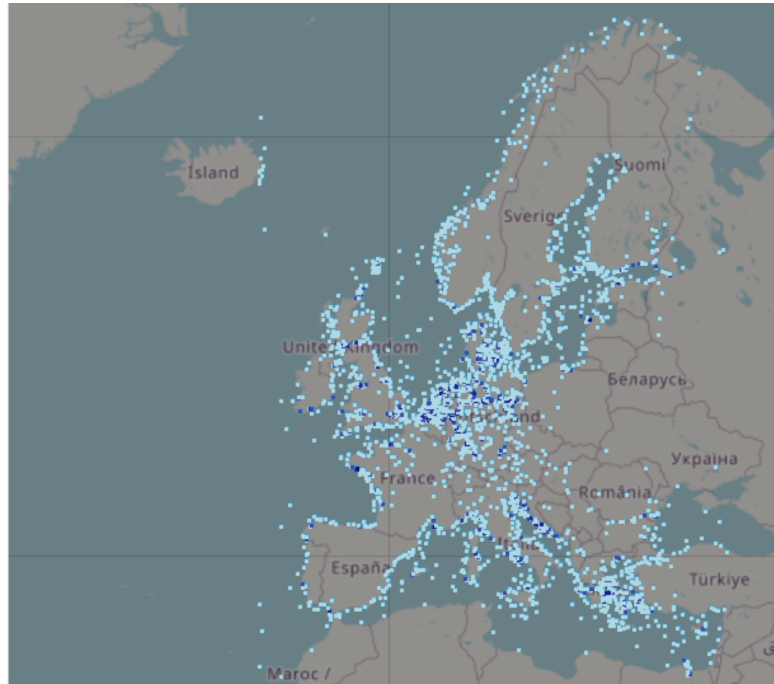 Suomi
Ísland
Sverige
United Kingdom
Беларусь
Україна
France
România
España
Türkiye
Maroc /